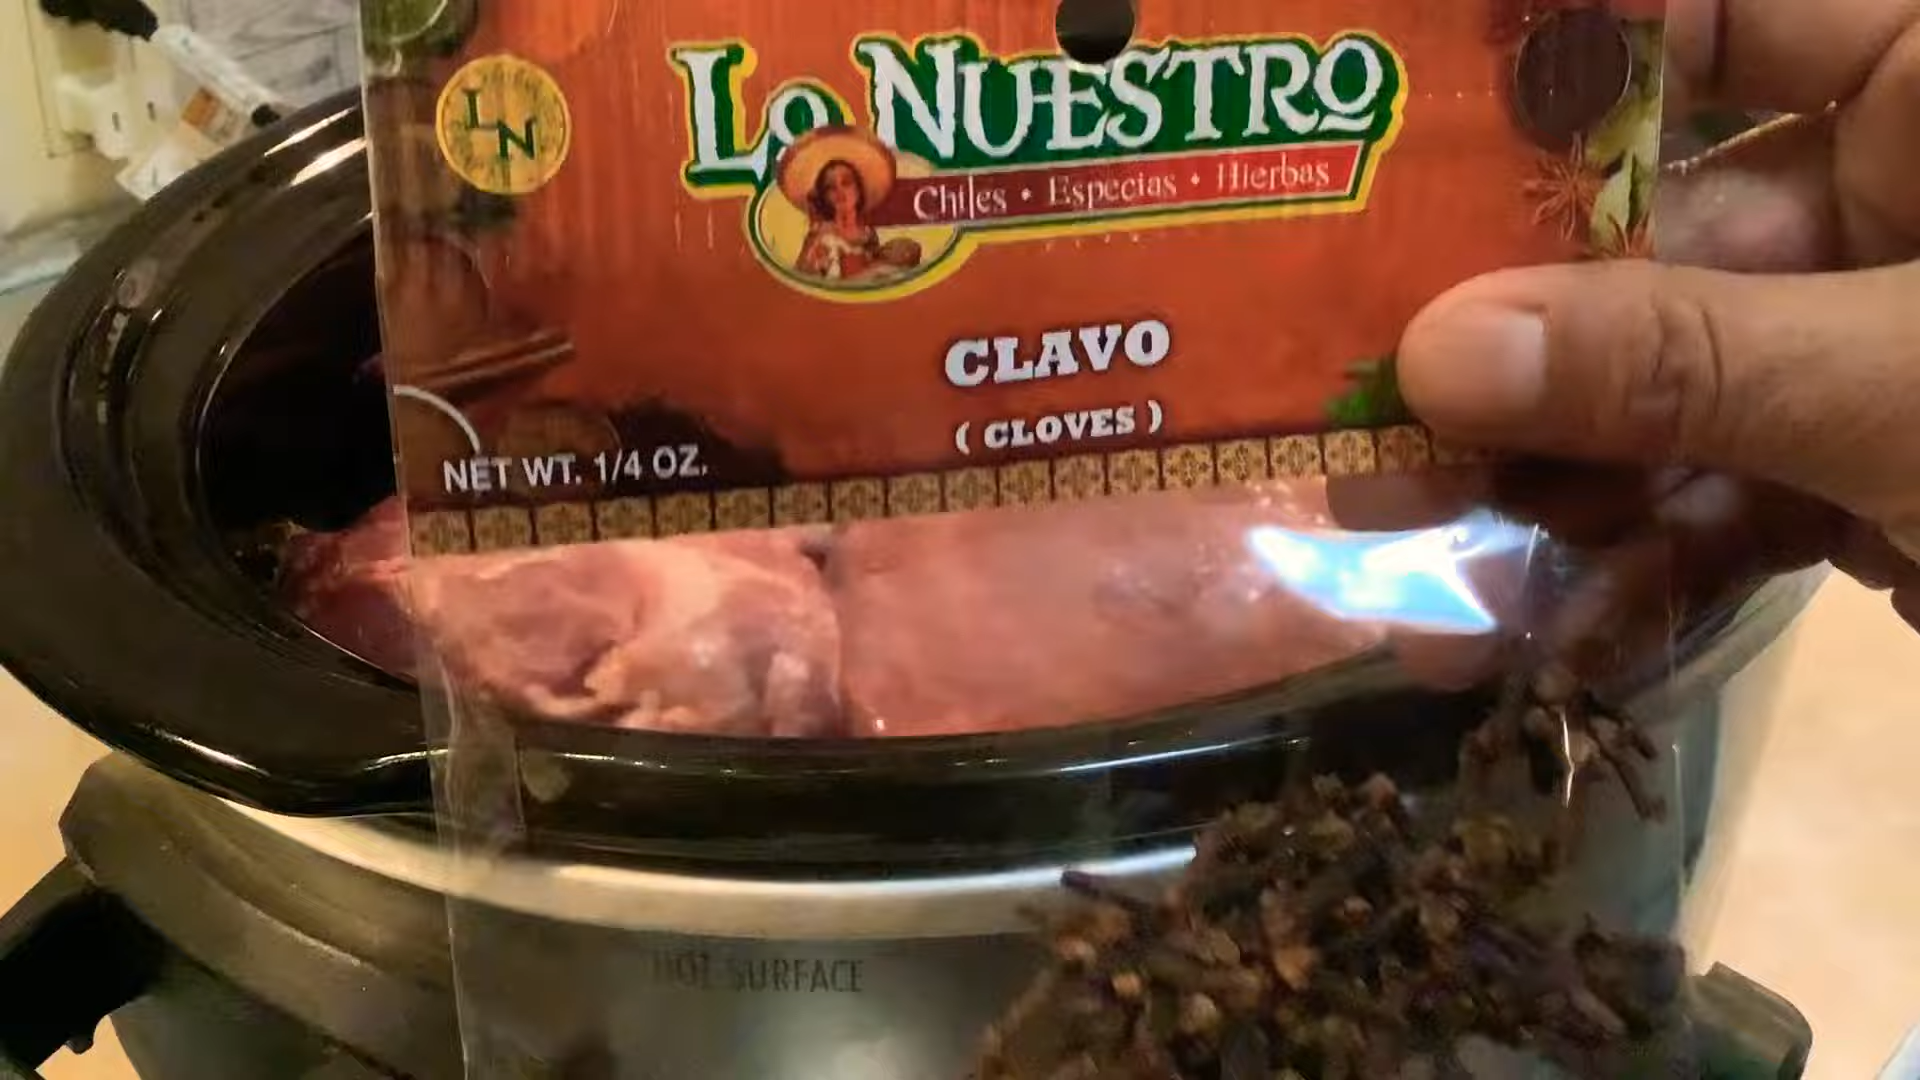 LN
Lo Nuestro
Chiles • Especias • Hierbas
CLAVO
( CLOVES )
NET WT. 1/4 OZ.
HOT SURFACE